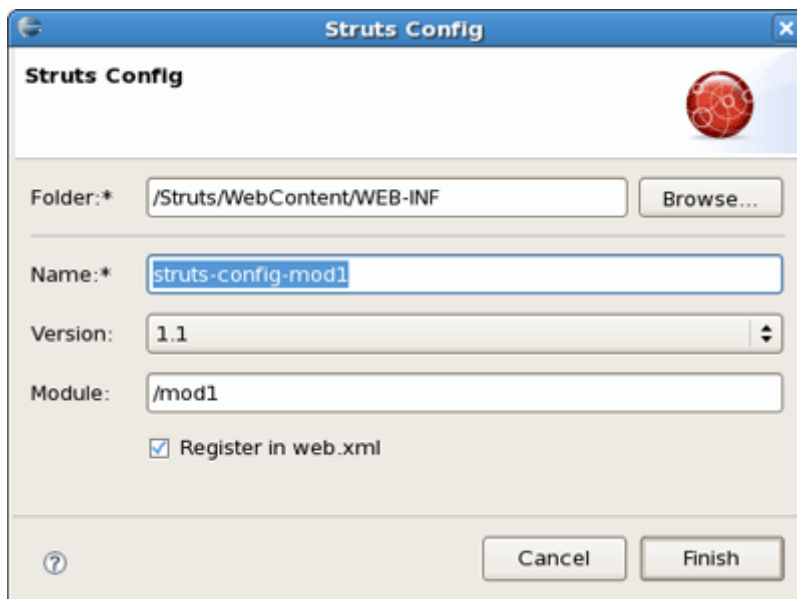 Struts Config
Struts Config
Folder:* /Struts/WebContent/WEB-INF Browse...
Name:* struts-config-mod1
Version: 1.1
Module: /mod1
Register in web.xml
Cancel Finish